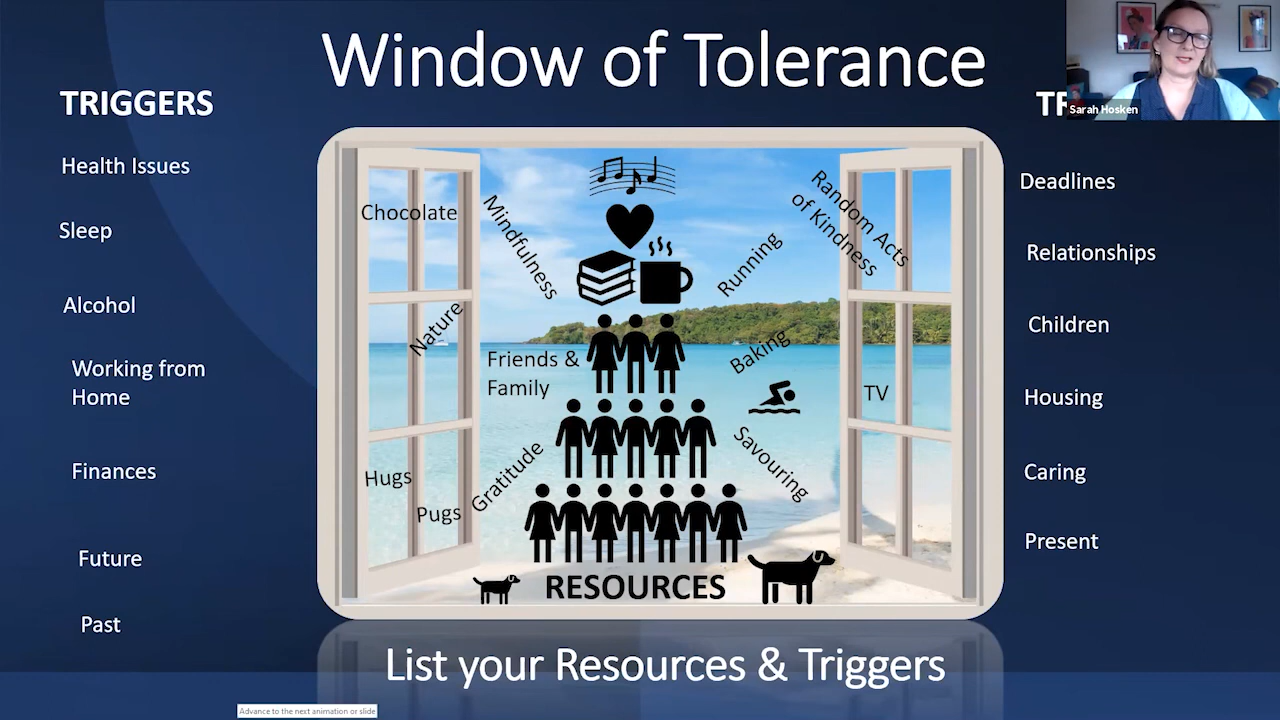 Window of Tolerance
TRIGGERS
Health Issues
Sleep
Alcohol
Working from
Home
Finances
Future
Past
Chocolate
Mindfulness
Nature
Friends &
Family
Hugs
Pugs
Gratitude
Random Acts
of Kindness
Running
Baking
TV
Savouring
RESOURCES
TR
Sarah Hosken
Deadlines
Relationships
Children
Housing
Caring
Present
List your Resources & Triggers
Advance to the next animation or slide